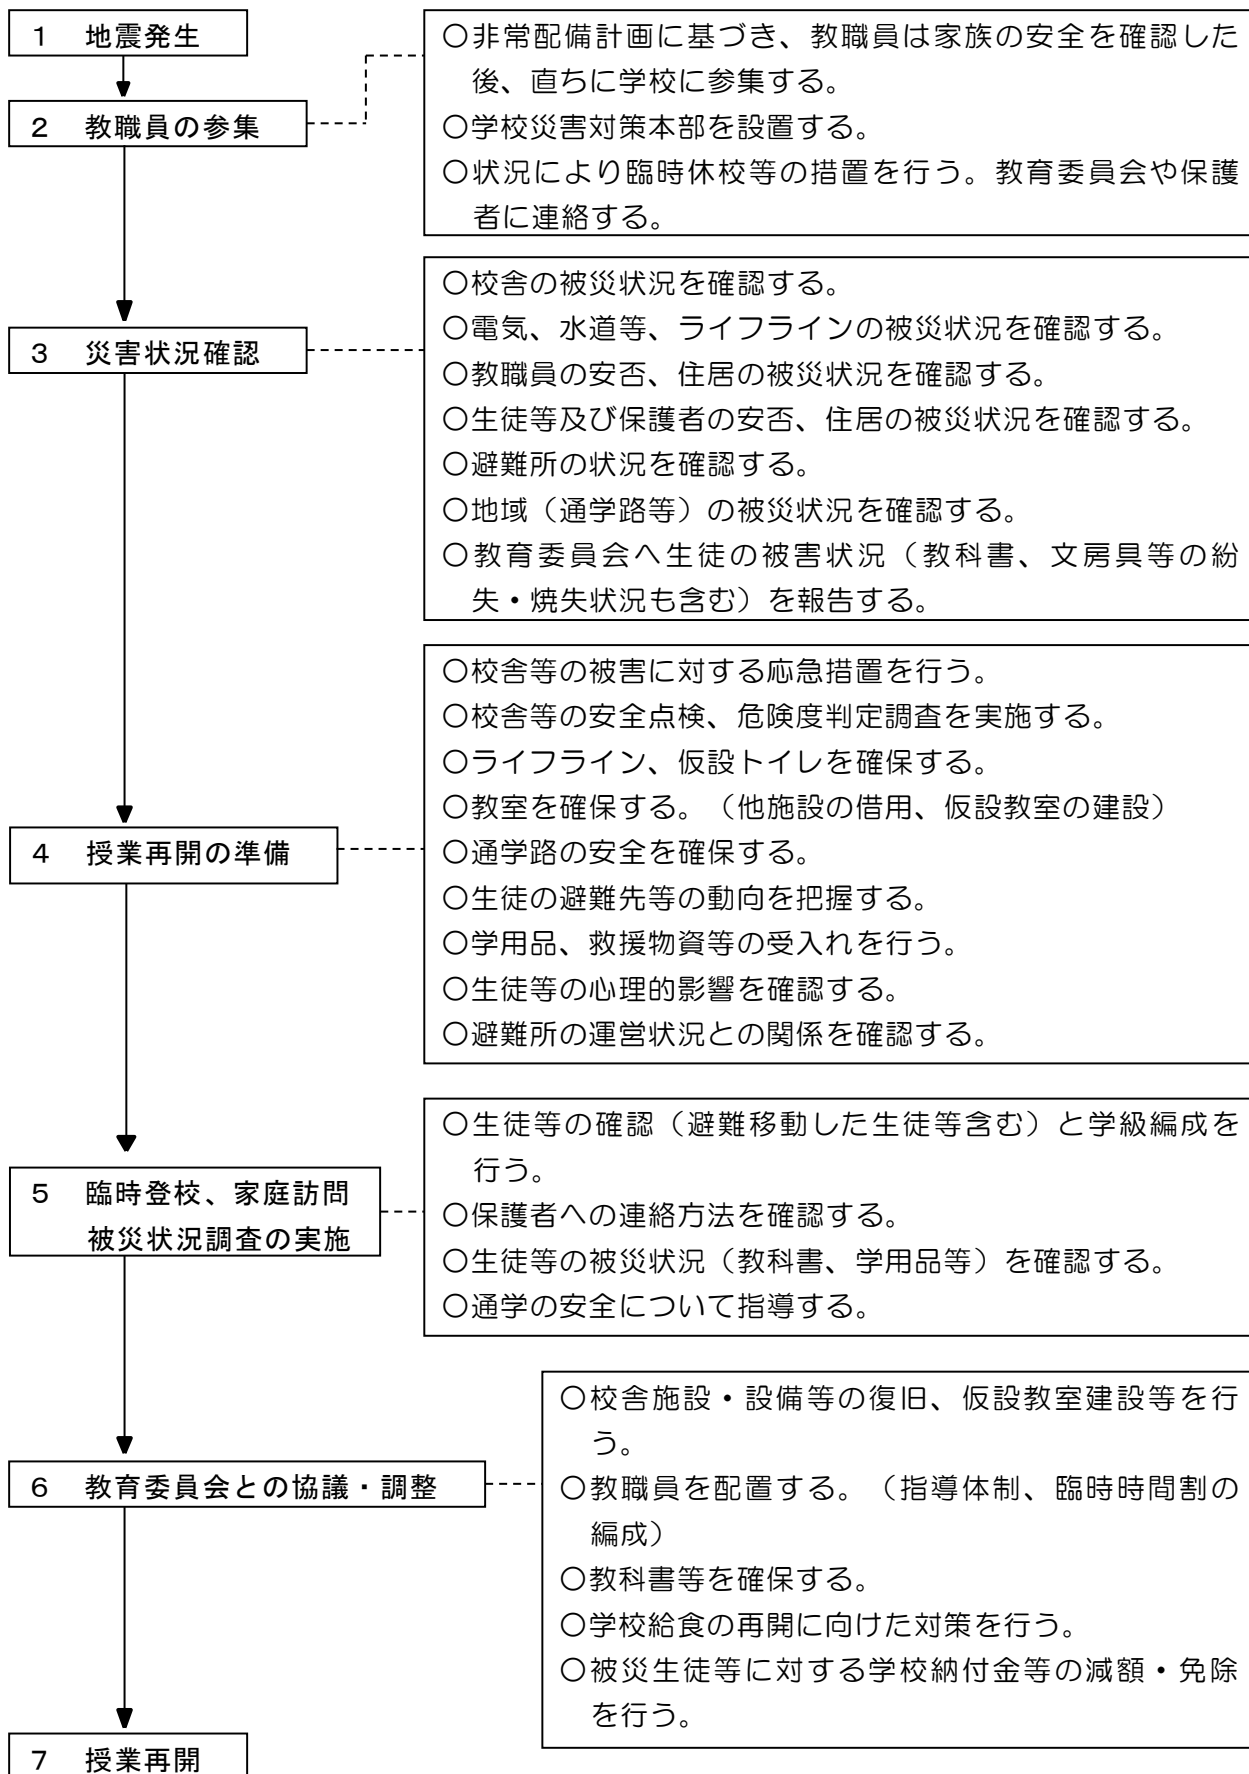 1　地震発生
○非常配備計画に基づき、教職員は家族の安全を確認した
後、直ちに学校に参集する。
○学校災害対策本部を設置する。
○状況により臨時休校等の措置を行う。教育委員会や保護
者に連絡する。
2　教職員の参集
○校舎の被災状況を確認する。
○電気、水道等、ライフラインの被災状況を確認する。
○教職員の安否、住居の被災状況を確認する。
○生徒等及び保護者の安否、住居の被災状況を確認する。
○避難所の状況を確認する。
○地域（通学路等）の被災状況を確認する。
○教育委員会へ生徒の被害状況（教科書、文房具等の紛
失・焼失状況も含む）を報告する。
3　災害状況確認
○校舎等の被害に対する応急措置を行う。
○校舎等の安全点検、危険度判定調査を実施する。
○ライフライン、仮設トイレを確保する。
○教室を確保する。（他施設の借用、仮設教室の建設）
○通学路の安全を確保する。
○生徒の避難先等の動向を把握する。
○学用品、救援物資等の受入れを行う。
○生徒等の心理的影響を確認する。
○避難所の運営状況との関係を確認する。
4　授業再開の準備
○生徒等の確認（避難移動した生徒等含む）と学級編成を
行う。
○保護者への連絡方法を確認する。
○生徒等の被災状況（教科書、学用品等）を確認する。
○通学の安全について指導する。
5　臨時登校、家庭訪問
被災状況調査の実施
○校舎施設・設備等の復旧、仮設教室建設等を行
う。
○教職員を配置する。（指導体制、臨時時間割の
編成）
○教科書等を確保する。
○学校給食の再開に向けた対策を行う。
○被災生徒等に対する学校納付金等の減額・免除
を行う。
6　教育委員会との協議・調整
7　授業再開